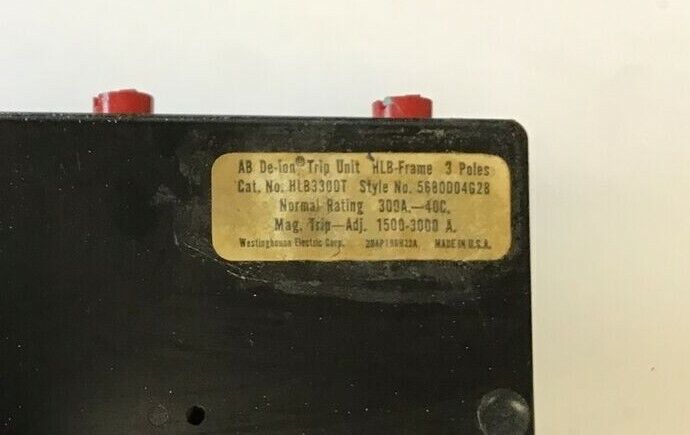 AB De-ion® Trip Unit HLB-Frame 3 Poles
Cat. No. HLB3300T Style No. 5680D04G28
Normal Rating 300A.—40C.
Mag. Trip—Adj. 1500-3000 A.
Westinghouse Electric Corp. MADE IN U.S.A.